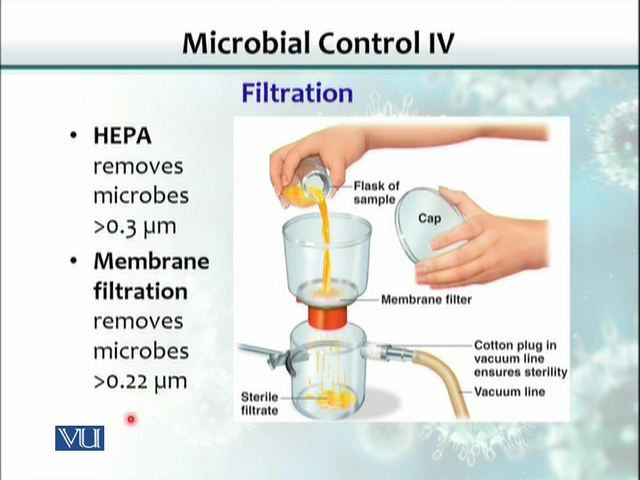 Microbial Control IV
Filtration
• HEPA
removes
microbes
>0.3 µm
• Membrane
filtration
removes
microbes
>0.22 µm
Flask of
sample
Cap
Membrane filter
Cotton plug in
vacuum line
ensures sterility
Vacuum line
Sterile
filtrate
VU